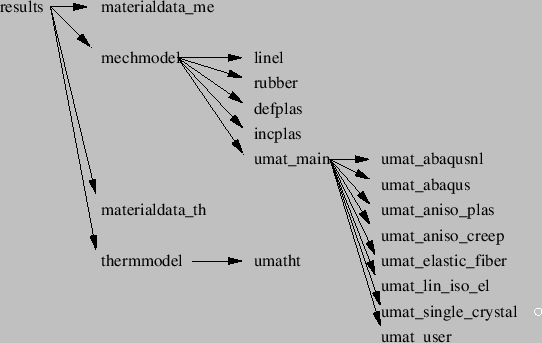 results materialdata_me
mechmodel linel
rubber
defplas
incplas
umat_main umat_abaqusnl
umat_abaqus
materialdata_th umat_aniso_plas
umat_aniso_creep
thermmodel umatht umat_elastic_fiber
umat_lin_iso_el
umat_single_crystal
umat_user